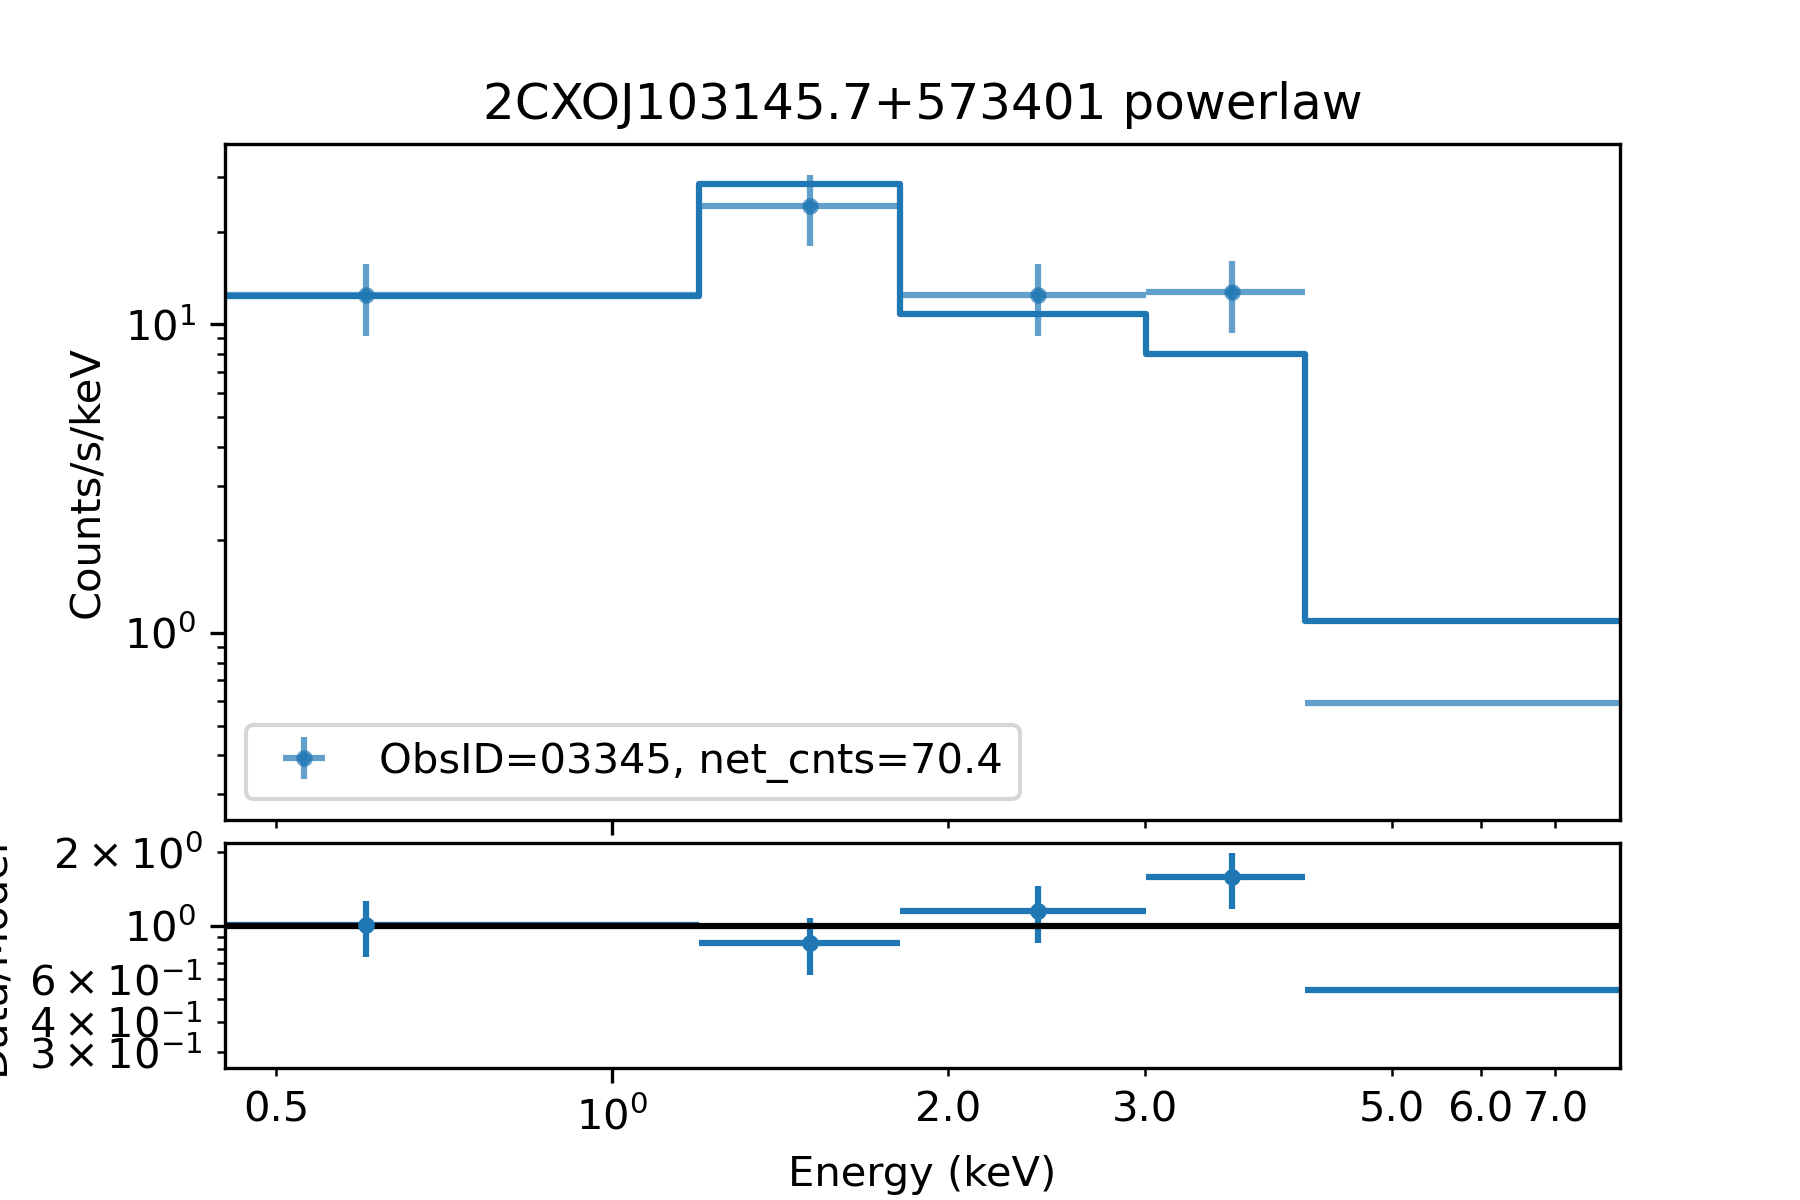 2CXOJ103145.7+573401 powerlaw
Counts/s/keV
10¹
10⁰
ObsID=03345, net_cnts=70.4
2 × 10⁰
10⁰
6 × 10⁻¹
4 × 10⁻¹
3 × 10⁻¹
0.5 10⁰ 2.0 3.0 5.0 6.0 7.0
Energy (keV)